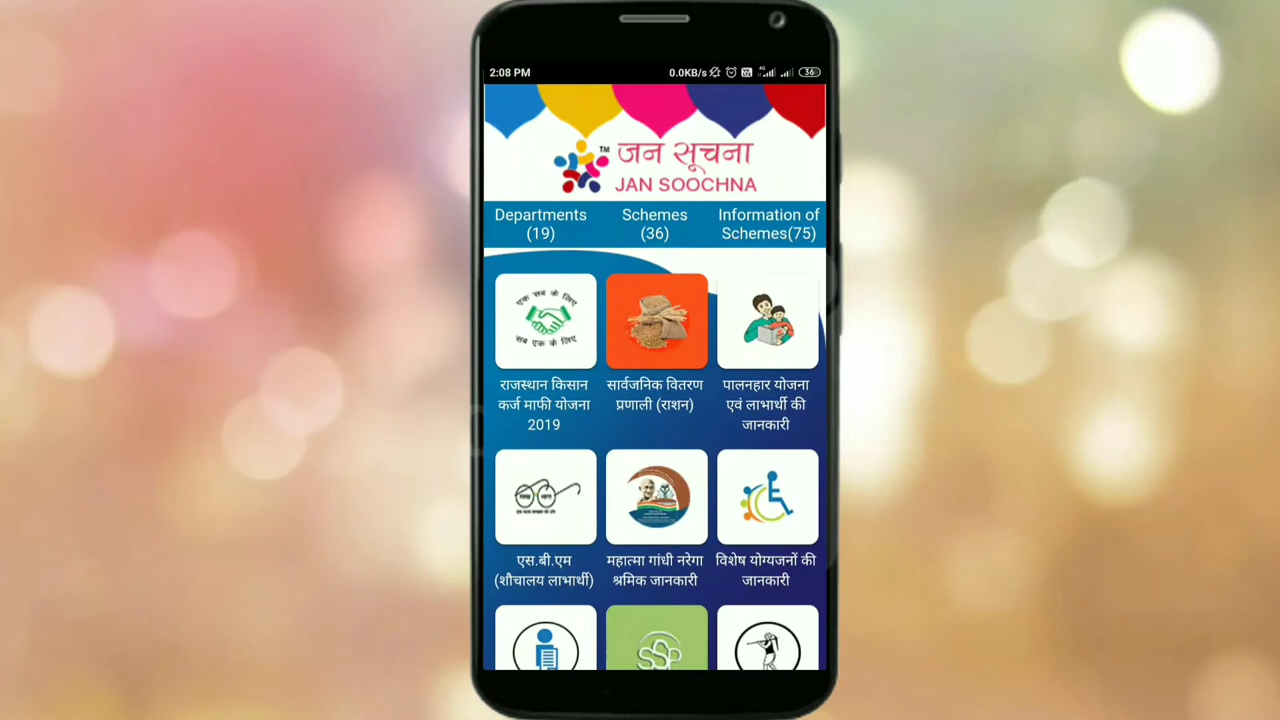 2:08 PM
0.0KB/s
4G
36
TM
जन सूचना
JAN SOOCHNA
Departments
(19)
Schemes
(36)
Information of
Schemes(75)
एक सब के लिए
सब एक के लिए
राजस्थान किसान
कर्ज माफी योजना
2019
सार्वजनिक वितरण
प्रणाली (राशन)
पालनहार योजना
एवं लाभार्थी की
जानकारी
एस.बी.एम
(शौचालय लाभार्थी)
महात्मा गांधी नरेगा
श्रमिक जानकारी
विशेष योग्यजनों की
जानकारी
SSP